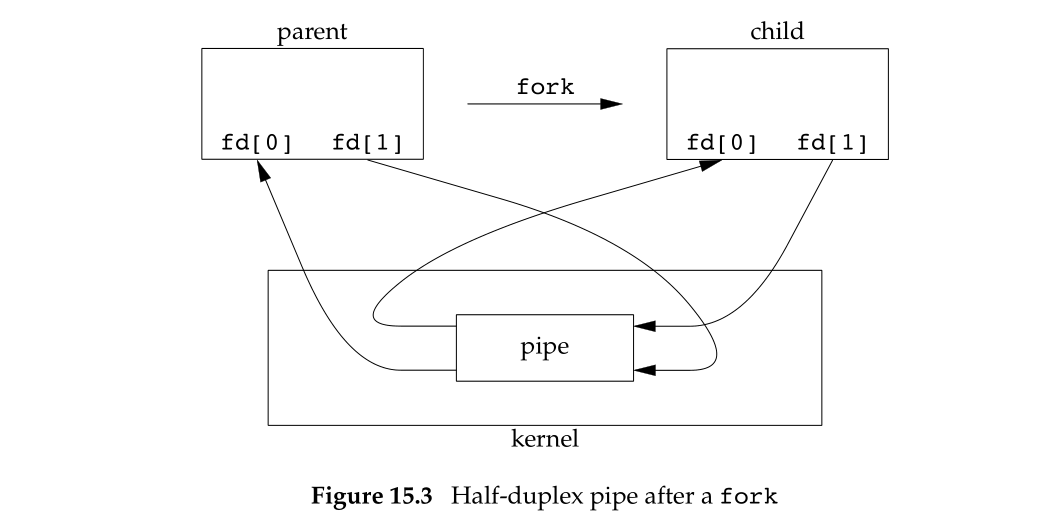 parent
child
fork
fd[0] fd[1]
fd[0] fd[1]
pipe
kernel
Figure 15.3 Half-duplex pipe after a fork